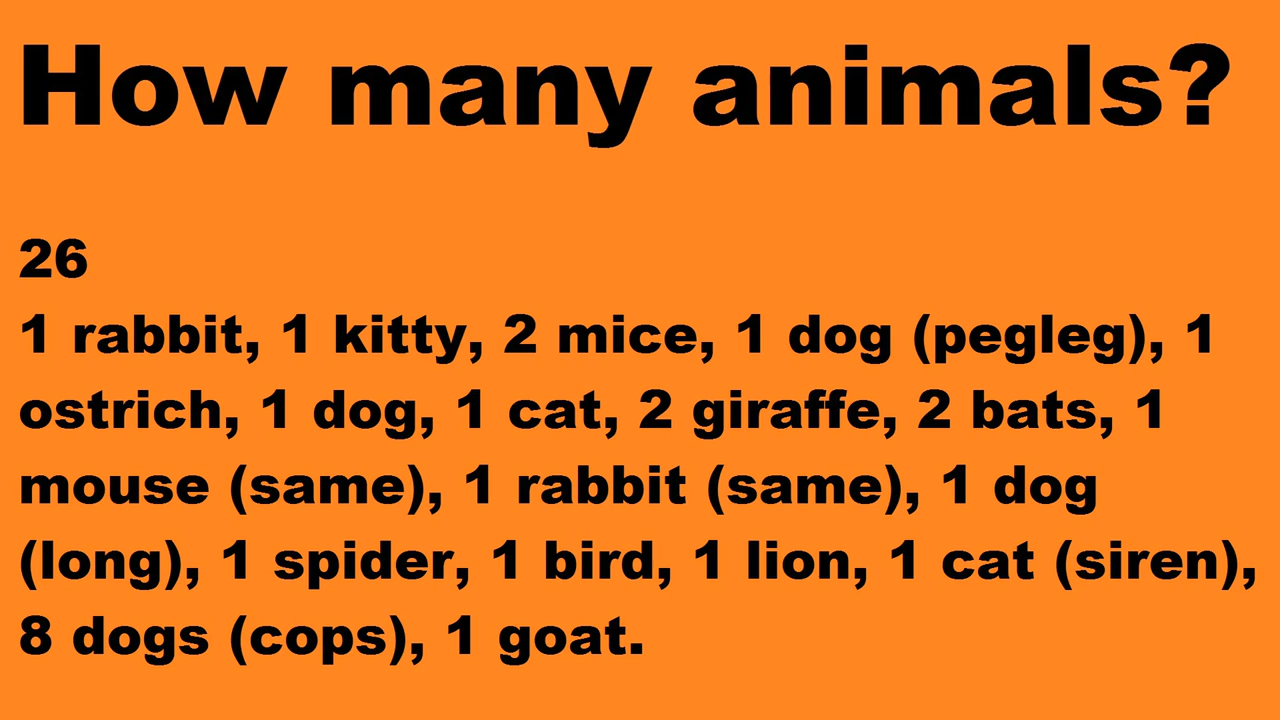 How many animals?
26
1 rabbit, 1 kitty, 2 mice, 1 dog (pegleg), 1
ostrich, 1 dog, 1 cat, 2 giraffe, 2 bats, 1
mouse (same), 1 rabbit (same), 1 dog
(long), 1 spider, 1 bird, 1 lion, 1 cat (siren),
8 dogs (cops), 1 goat.